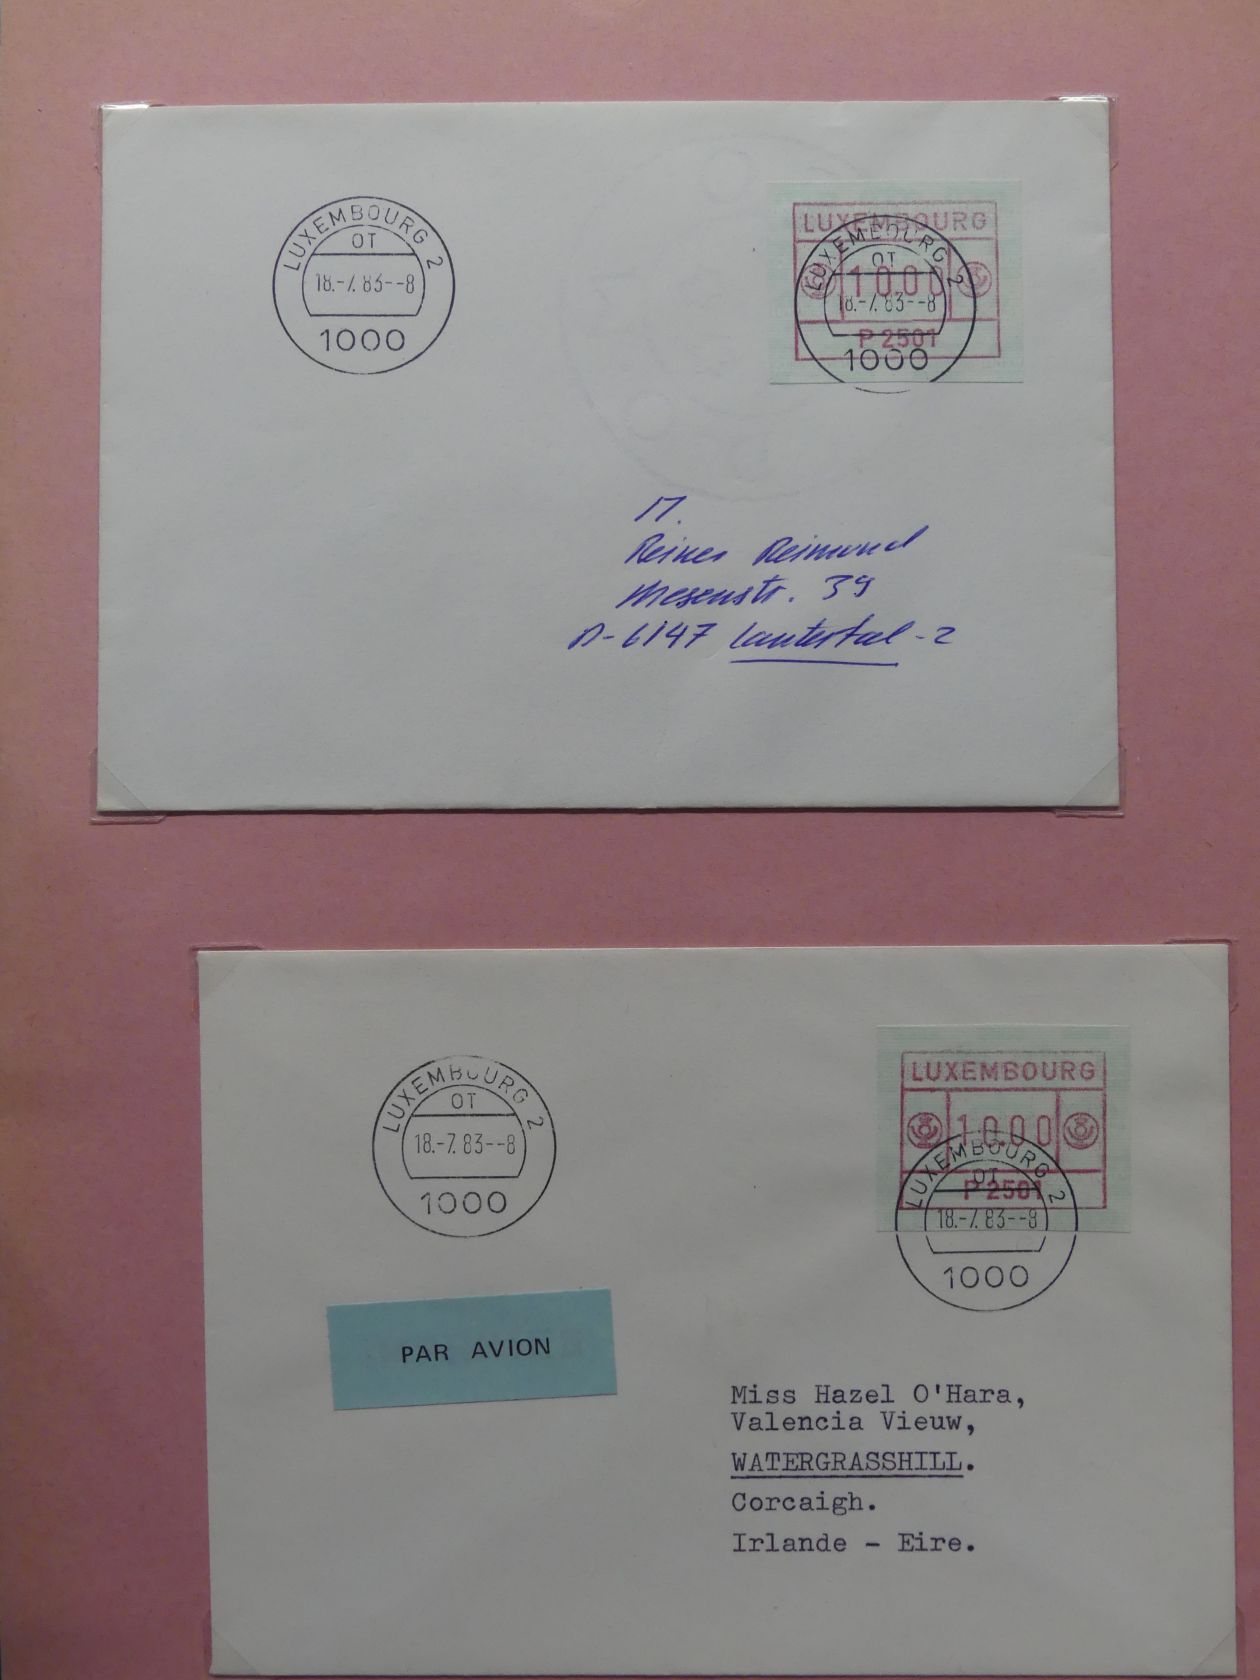 LUXEMBOURG 2
OT
18.-7.83--8
1000
LUXEMBOURG
10.00
P 2501
LUXEMBOURG 2
OT
18.-7.83--8
1000
M.
Reiner Reimund
Wiesenstr. 39
D-6147 Lautertal-2
LUXEMBOURG 2
OT
18.-7.83--8
1000
LUXEMBOURG
10.00
P 2501
LUXEMBOURG 2
OT
18.-7.83--8
1000
PAR AVION
Miss Hazel O'Hara,
Valencia Vieuw,
WATERGRASSHILL.
Corcaigh.
Irlande - Eire.